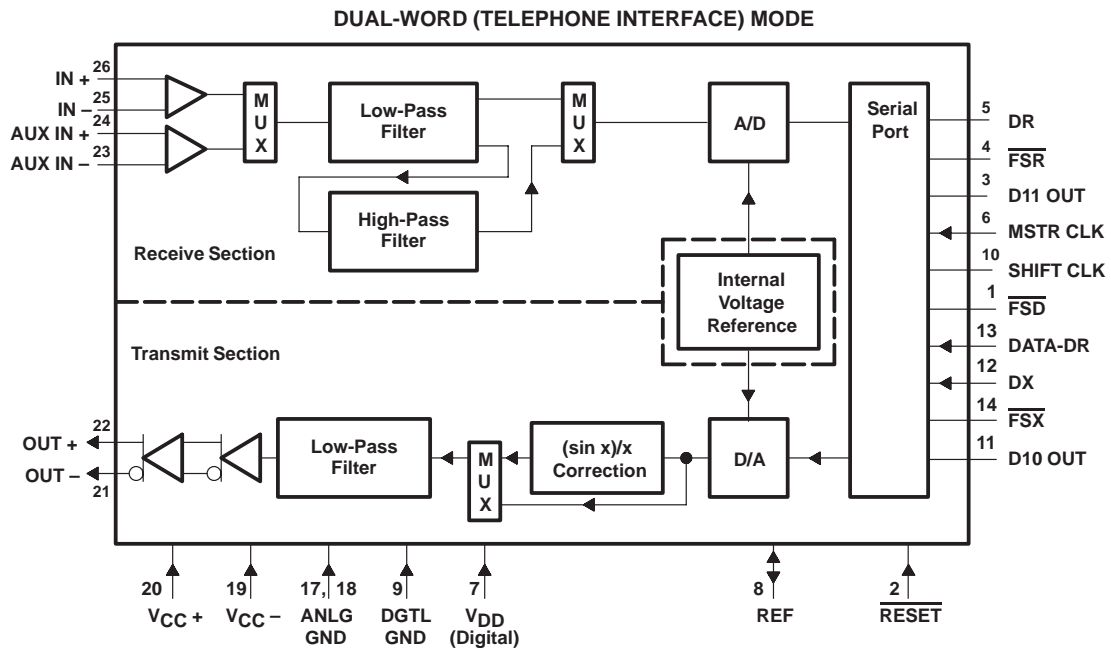 DUAL-WORD (TELEPHONE INTERFACE) MODE
IN +
26
IN –
25
AUX IN +
24
AUX IN –
23
M
U
X
Low-Pass
Filter
High-Pass
Filter
M
U
X
A/D
Serial
Port
5
DR
4
FSR
3
D11 OUT
6
MSTR CLK
10
SHIFT CLK
1
FSD
13
DATA-DR
12
DX
14
FSX
11
D10 OUT
Receive Section
Internal
Voltage
Reference
Transmit Section
OUT +
22
OUT –
21
Low-Pass
Filter
M
U
X
(sin x)/x
Correction
D/A
20
VCC +
19
VCC –
17, 18
ANLG
GND
9
DGTL
GND
7
VDD
(Digital)
8
REF
2
RESET